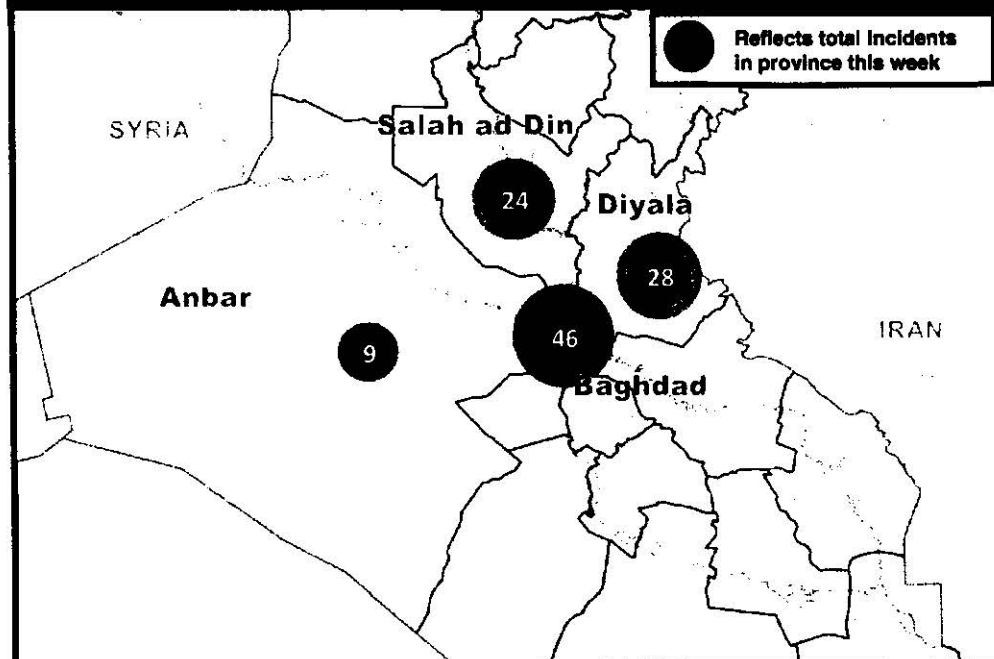 Reflects total Incidents
in province this week
SYRIA
Salah ad Din
24
Diyala
28
Anbar
9
46
IRAN
Baghdad